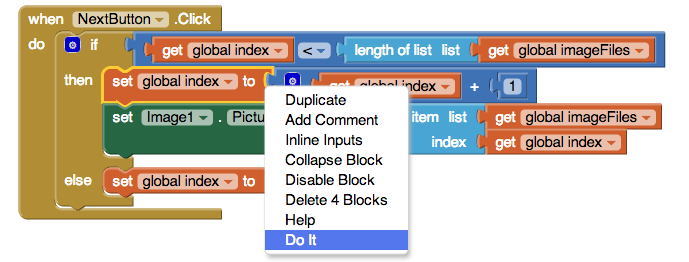 when NextButton .Click
do if get global index < length of list list get global imageFiles
then set global index to get global index + 1
set Image1 . Pictu item list get global imageFiles
index get global index
else set global index to
Duplicate
Add Comment
Inline Inputs
Collapse Block
Disable Block
Delete 4 Blocks
Help
Do It